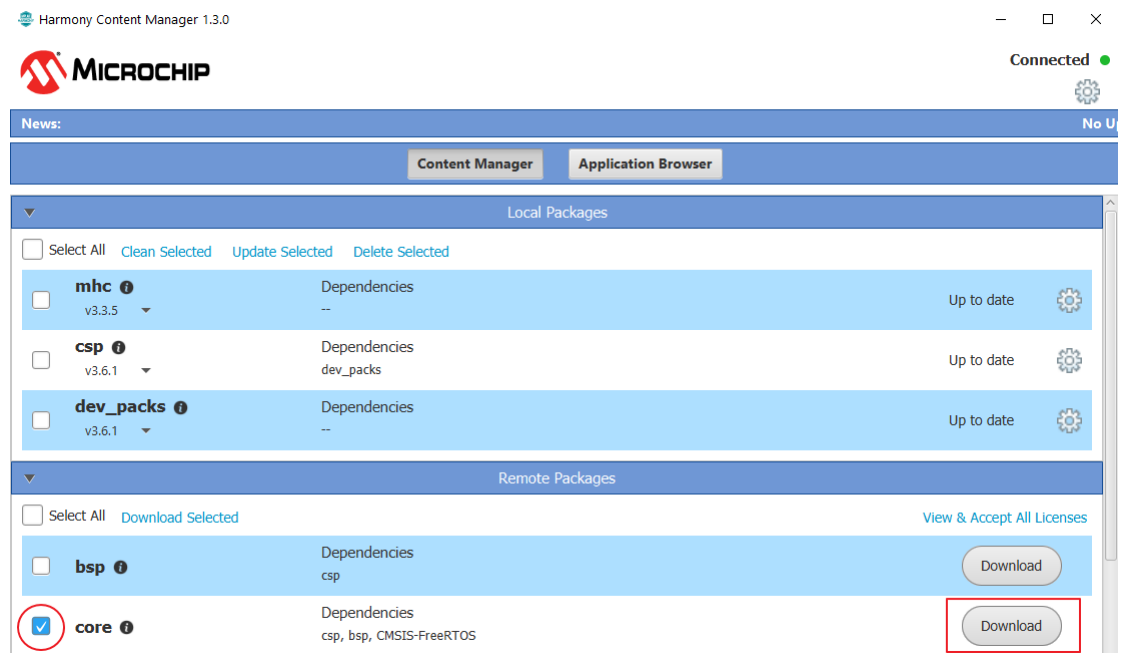 Harmony Content Manager 1.3.0
MICROCHIP
Connected
News:
No U
Content Manager Application Browser
Local Packages
Select All Clean Selected Update Selected Delete Selected
mhc Dependencies
v3.3.5 -- Up to date
csp Dependencies
v3.6.1 dev_packs Up to date
dev_packs Dependencies
v3.6.1 -- Up to date
Remote Packages
Select All Download Selected View & Accept All Licenses
bsp Dependencies
csp Download
core Dependencies
csp, bsp, CMSIS-FreeRTOS Download